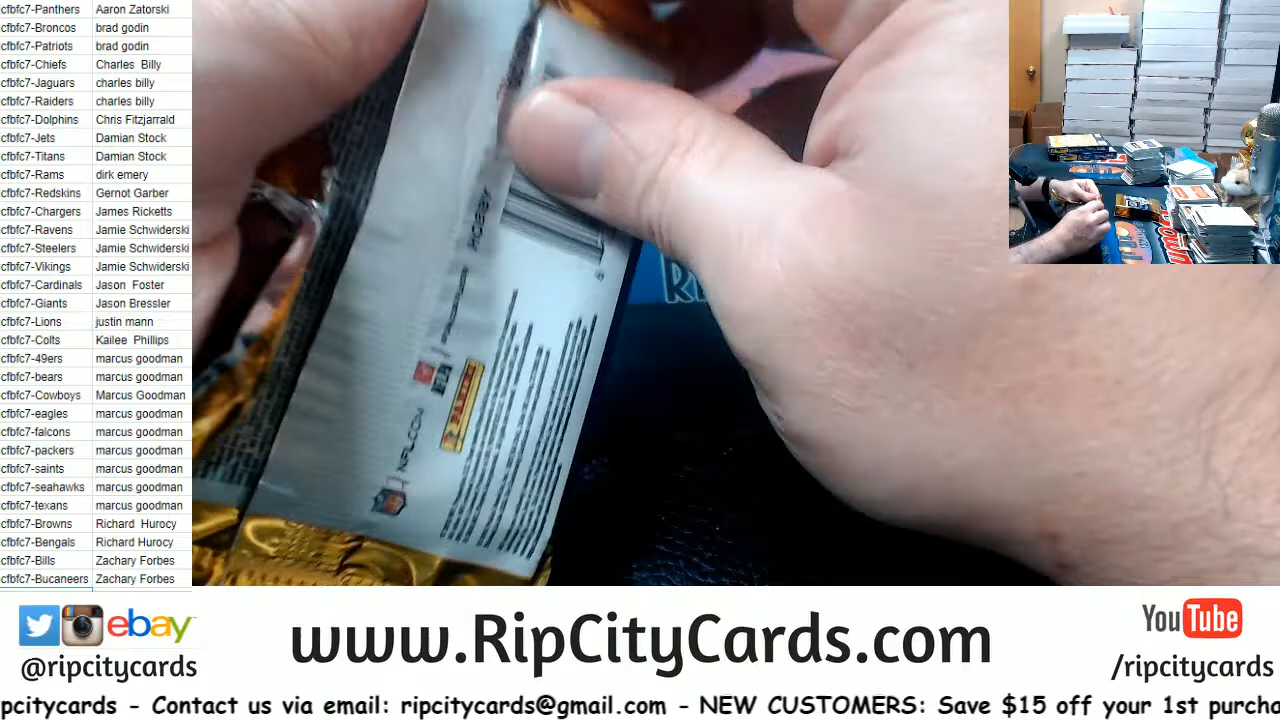 cfbfc7-Panthers Aaron Zatorski
cfbfc7-Broncos brad godin
cfbfc7-Patriots brad godin
cfbfc7-Chiefs Charles Billy
cfbfc7-Jaguars charles billy
cfbfc7-Raiders charles billy
cfbfc7-Dolphins Chris Fitzjarrald
cfbfc7-Jets Damian Stock
cfbfc7-Titans Damian Stock
cfbfc7-Rams dirk emery
cfbfc7-Redskins Gernot Garber
cfbfc7-Chargers James Ricketts
cfbfc7-Ravens Jamie Schwiderski
cfbfc7-Steelers Jamie Schwiderski
cfbfc7-Vikings Jamie Schwiderski
cfbfc7-Cardinals Jason Foster
cfbfc7-Giants Jason Bressler
cfbfc7-Lions justin mann
cfbfc7-Colts Kailee Phillips
cfbfc7-49ers marcus goodman
cfbfc7-bears marcus goodman
cfbfc7-Cowboys Marcus Goodman
cfbfc7-eagles marcus goodman
cfbfc7-falcons marcus goodman
cfbfc7-packers marcus goodman
cfbfc7-saints marcus goodman
cfbfc7-seahawks marcus goodman
cfbfc7-texans marcus goodman
cfbfc7-Browns Richard Hurocy
cfbfc7-Bengals Richard Hurocy
cfbfc7-Bills Zachary Forbes
cfbfc7-Bucaneers Zachary Forbes
NFL.COM
ebay
@ripcitycards
www.RipCityCards.com
YouTube
/ripcitycards
pcitycards - Contact us via email: ripcitycards@gmail.com - NEW CUSTOMERS: Save $15 off your 1st purcha